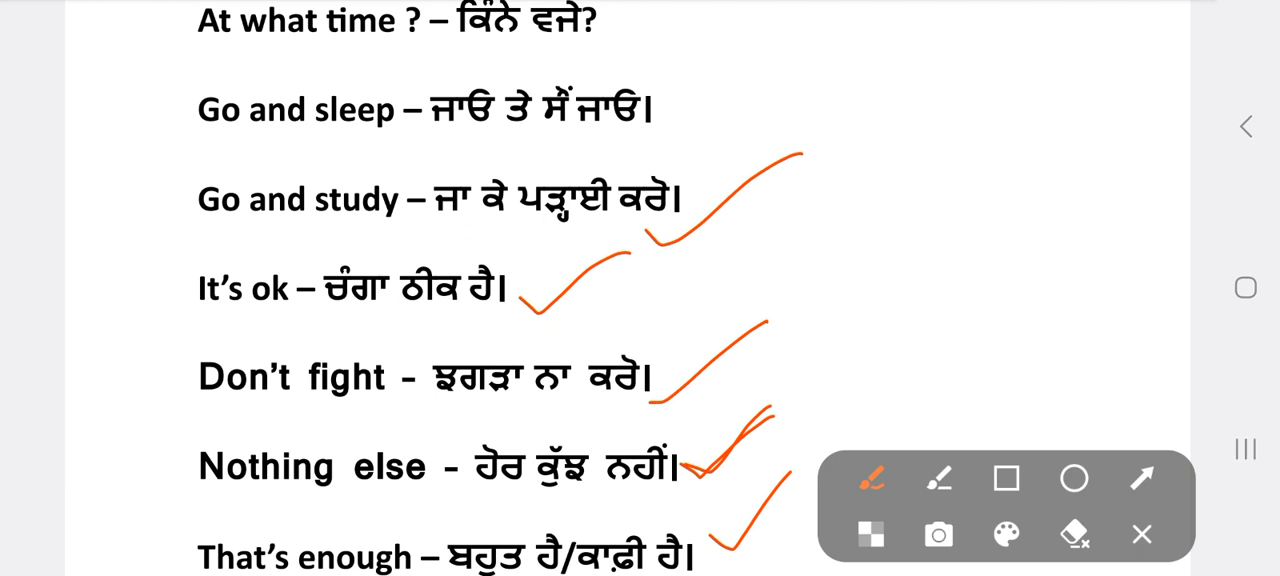 At what time ? – ਕਿੰਨੇ ਵਜੇ?
Go and sleep – ਜਾਓ ਤੇ ਸੌਂ ਜਾਓ।
Go and study – ਜਾ ਕੇ ਪੜ੍ਹਾਈ ਕਰੋ।
It’s ok – ਚੰਗਾ ਠੀਕ ਹੈ।
Don’t fight - ਝਗੜਾ ਨਾ ਕਰੋ।
Nothing else - ਹੋਰ ਕੁੱਝ ਨਹੀਂ।
That’s enough – ਬਹੁਤ ਹੈ/ਕਾਫ਼ੀ ਹੈ।